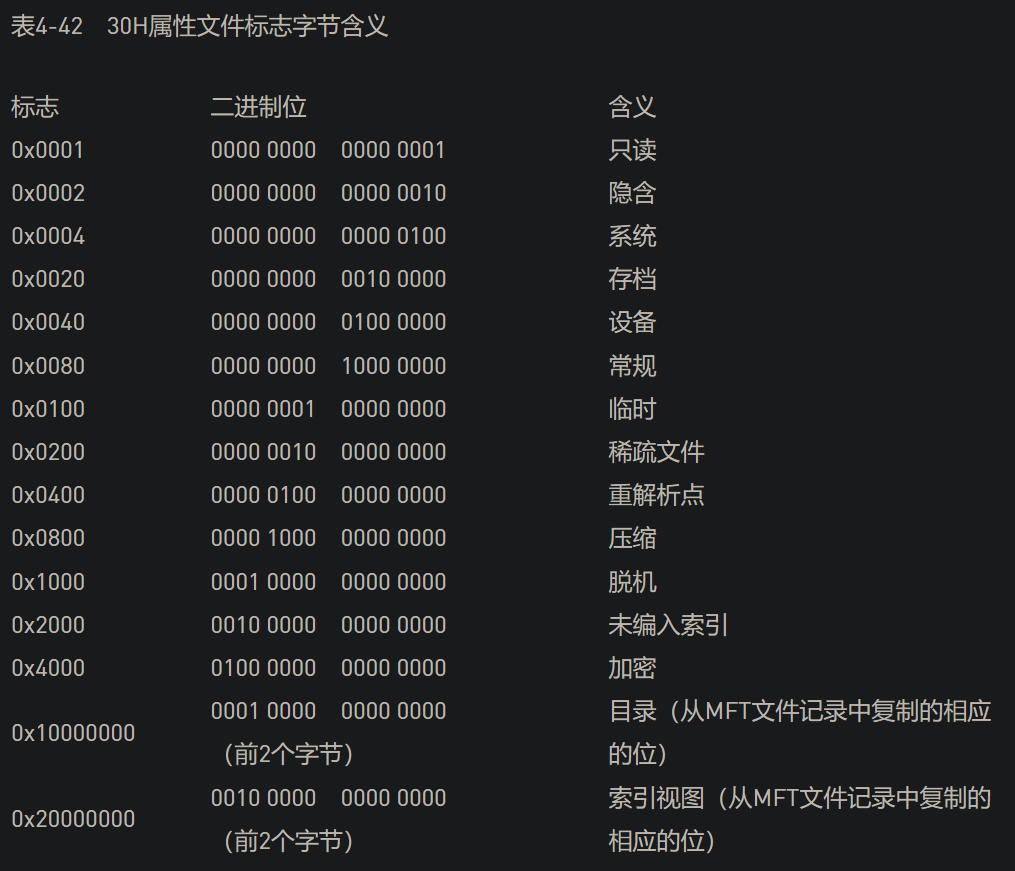 表4-42 30H属性文件标志字节含义
标志 二进制位 含义
0x0001 0000 0000 0000 0001 只读
0x0002 0000 0000 0000 0010 隐含
0x0004 0000 0000 0000 0100 系统
0x0020 0000 0000 0010 0000 存档
0x0040 0000 0000 0100 0000 设备
0x0080 0000 0000 1000 0000 常规
0x0100 0000 0001 0000 0000 临时
0x0200 0000 0010 0000 0000 稀疏文件
0x0400 0000 0100 0000 0000 重解析点
0x0800 0000 1000 0000 0000 压缩
0x1000 0001 0000 0000 0000 脱机
0x2000 0010 0000 0000 0000 未编入索引
0x4000 0100 0000 0000 0000 加密
0001 0000 0000 0000 目录（从MFT文件记录中复制的相应
0x10000000
（前2个字节） 的位）
0010 0000 0000 0000 索引视图（从MFT文件记录中复制的
0x20000000
（前2个字节） 相应的位）